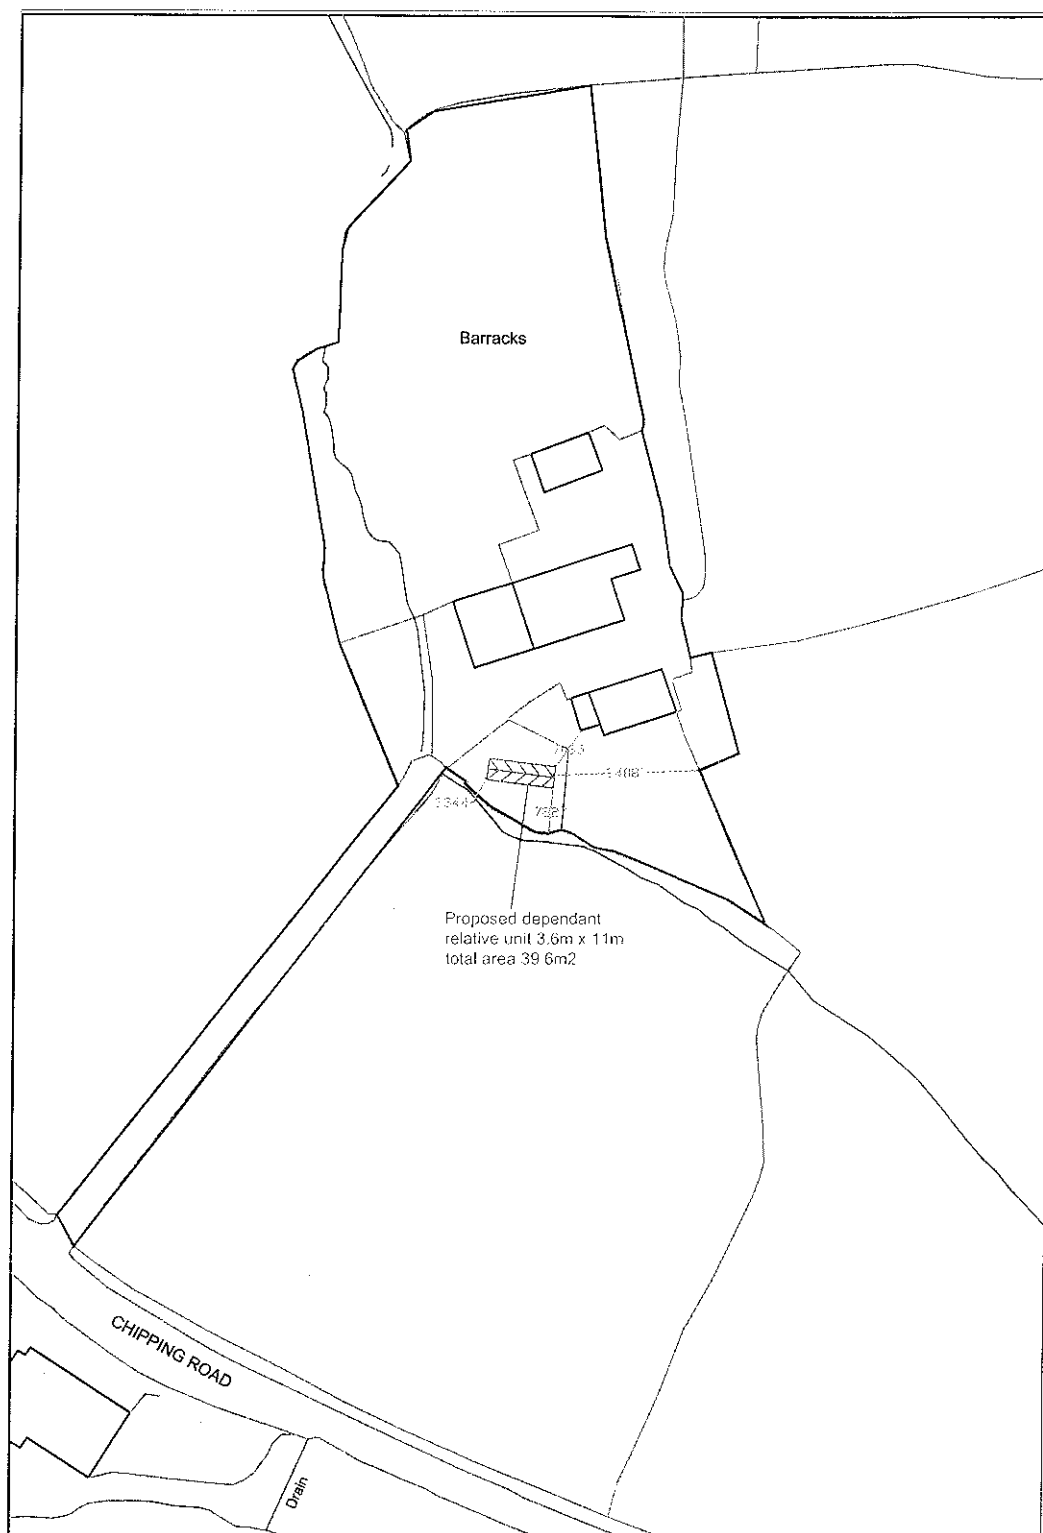 Barracks
Proposed dependant
relative unit 3.6m x 11m
total area 39.6m2
CHIPPING ROAD
Drain